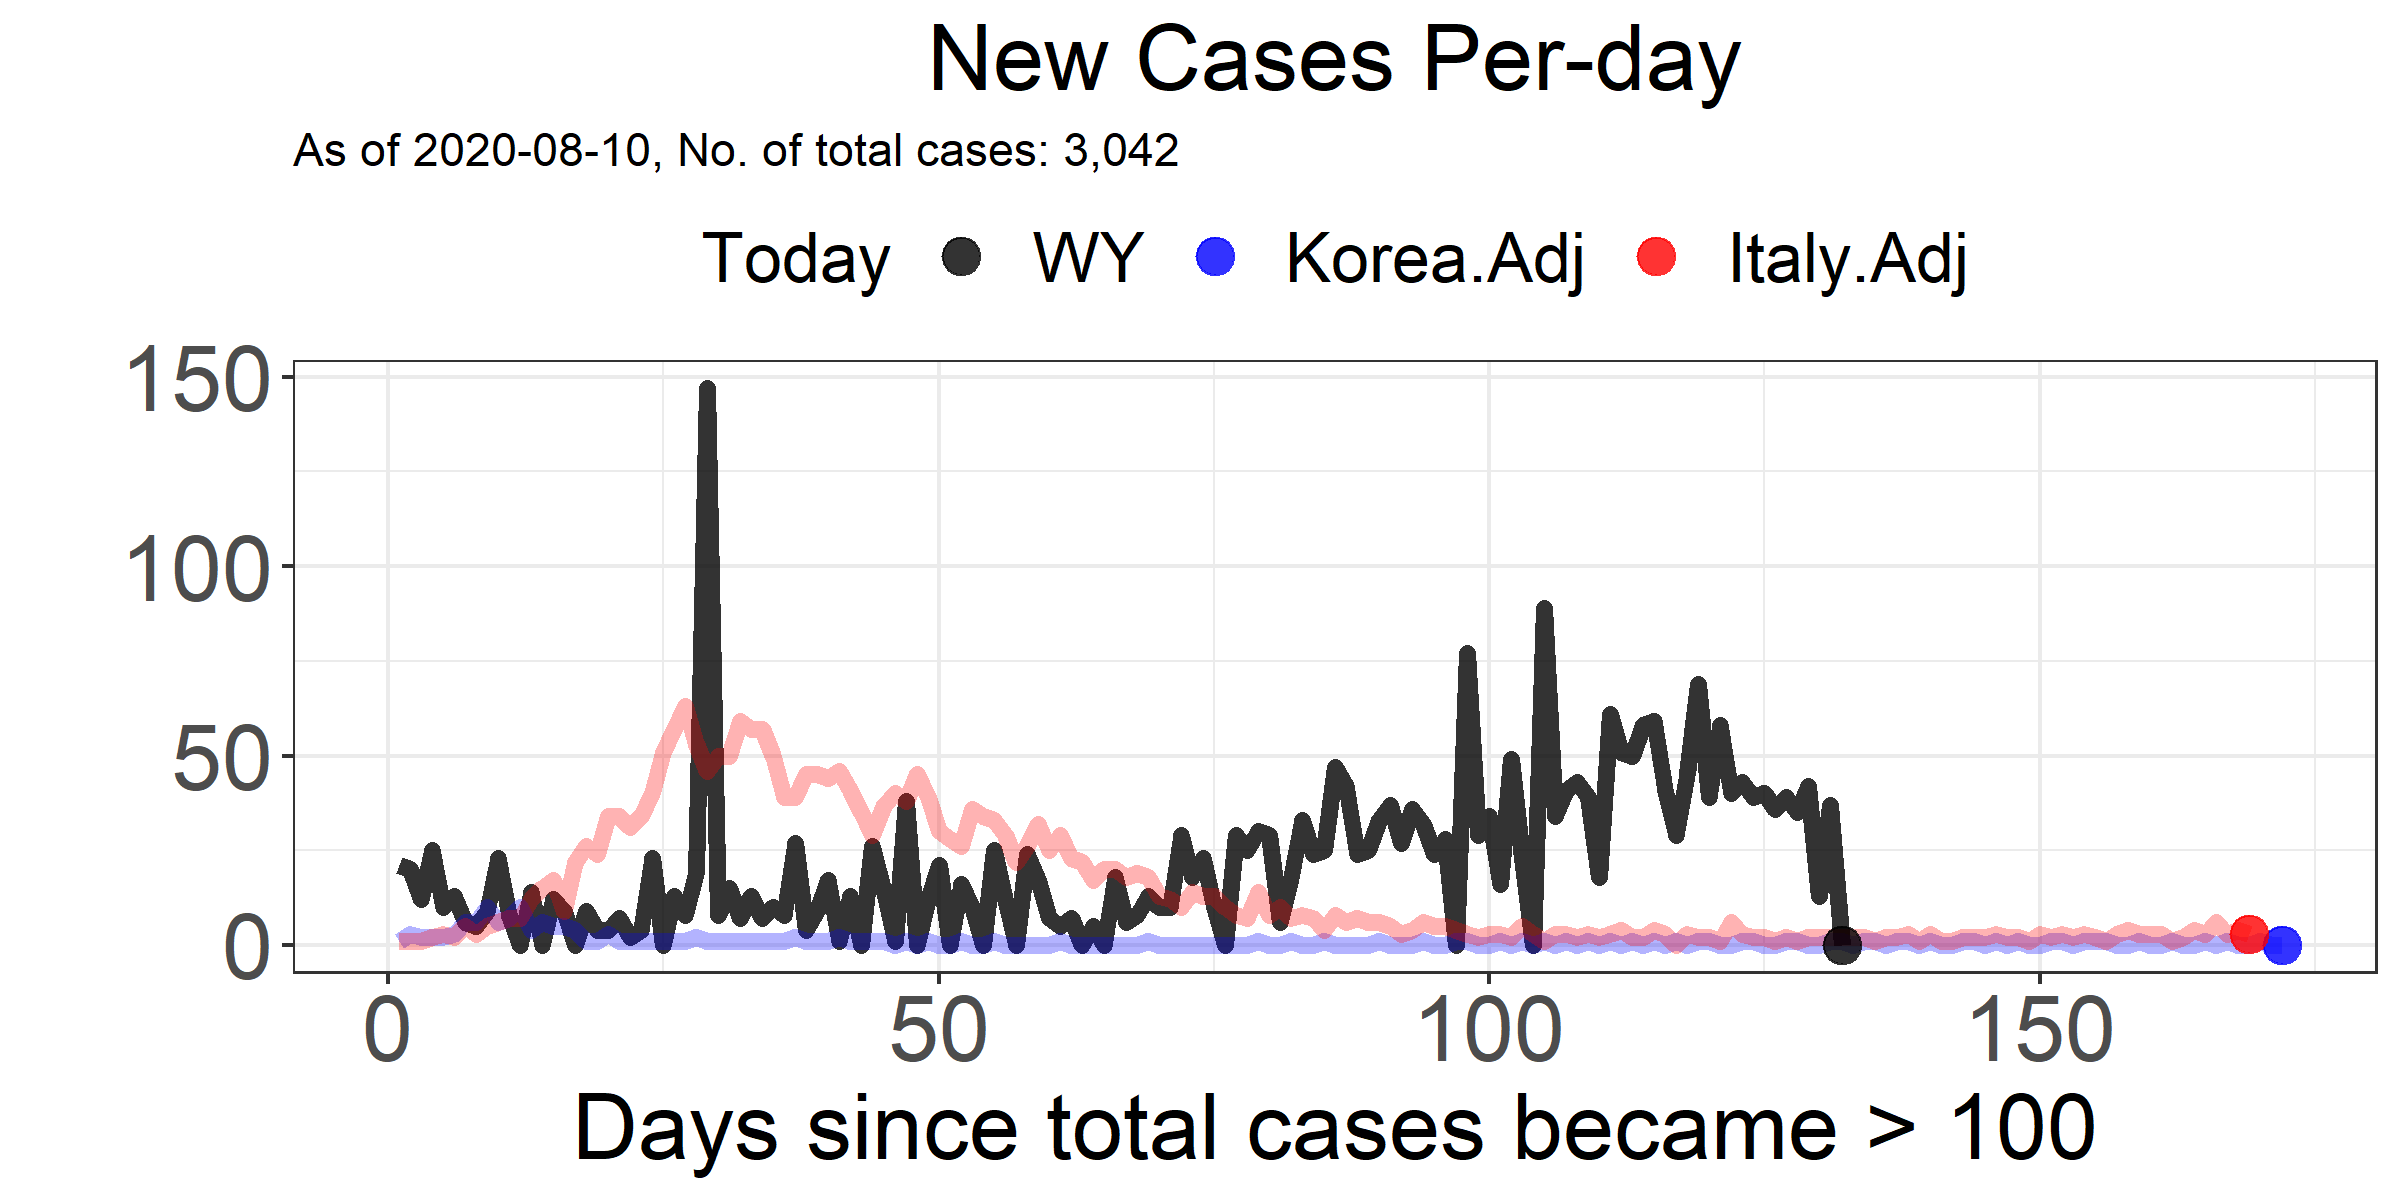 New Cases Per-day
As of 2020-08-10, No. of total cases: 3,042
Today WY Korea.Adj Italy.Adj
150
100
50
0
0 50 100 150
Days since total cases became > 100